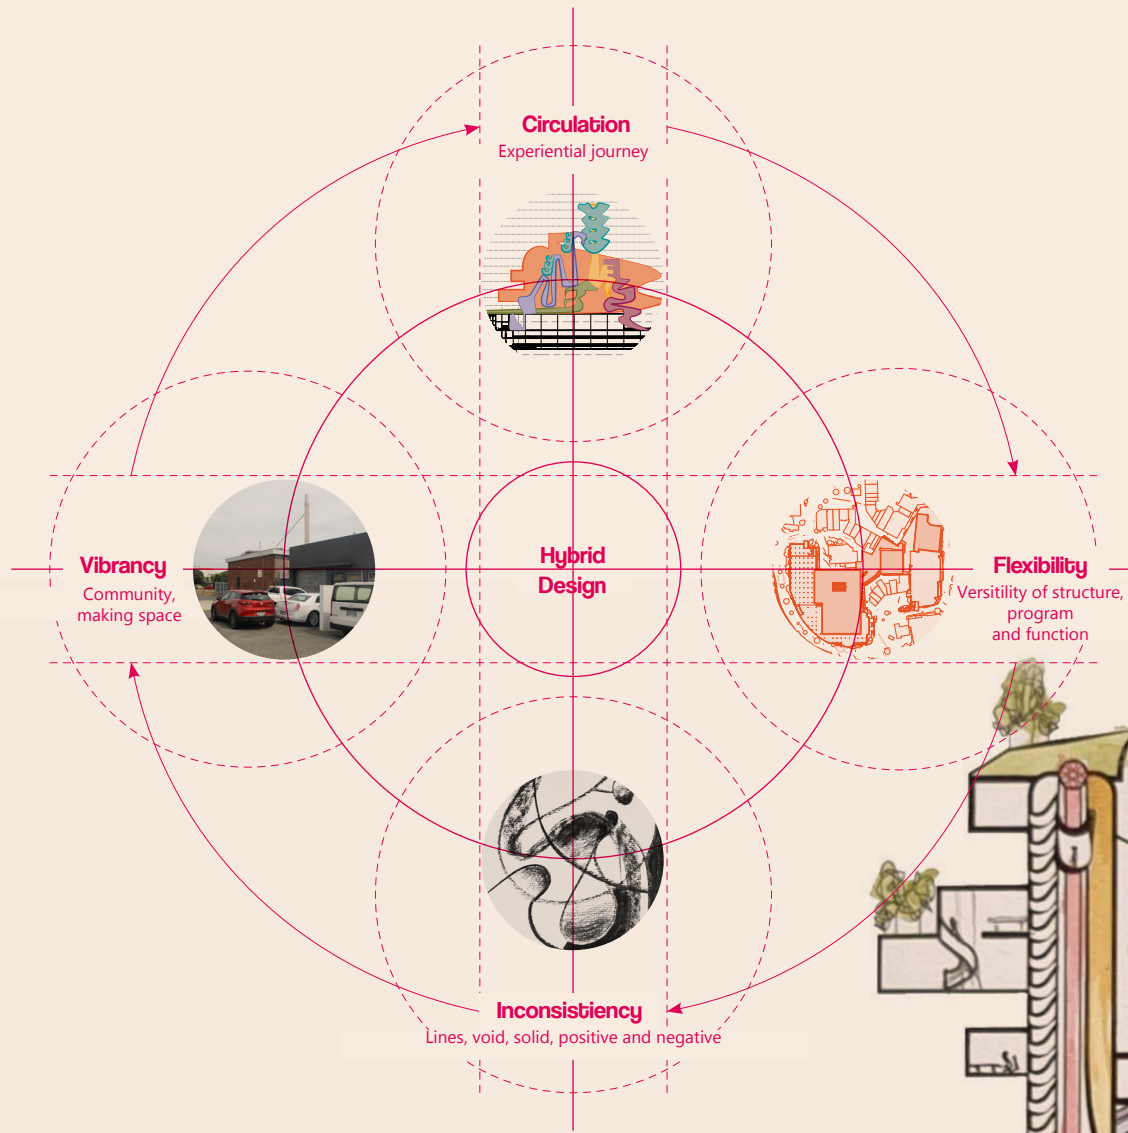 Circulation
Experiential journey
Vibrancy
Community,
making space
Hybrid
Design
Flexibility
Versitility of structure,
program
and function
Inconsistiency
Lines, void, solid, positive and negative